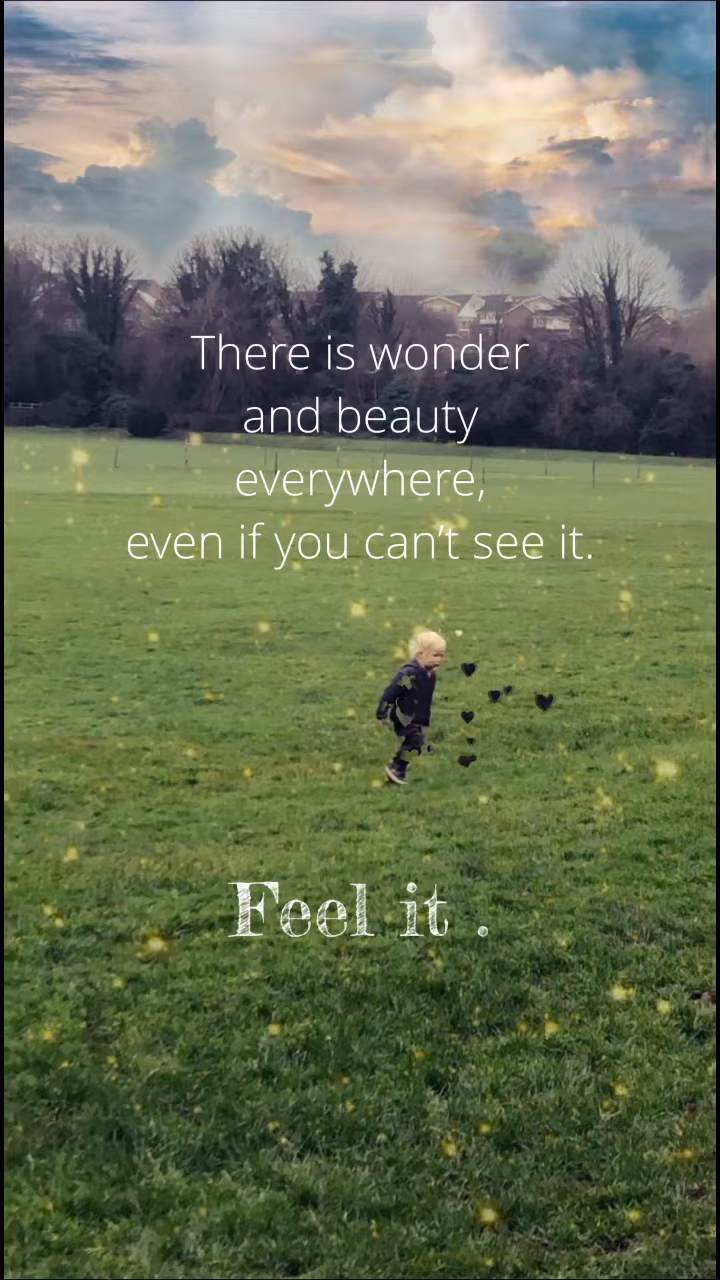 There is wonder
and beauty
everywhere,
even if you can't see it.
Feel it .